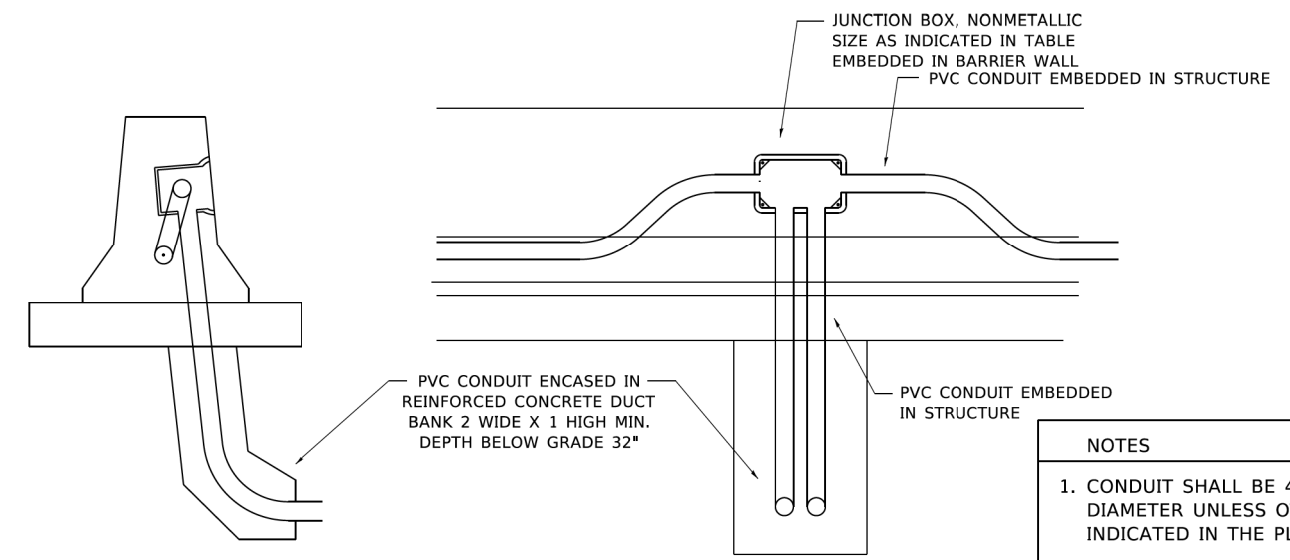 JUNCTION BOX, NONMETALLIC
SIZE AS INDICATED IN TABLE
EMBEDDED IN BARRIER WALL
PVC CONDUIT EMBEDDED IN STRUCTURE
PVC CONDUIT ENCASED IN
REINFORCED CONCRETE DUCT
BANK 2 WIDE X 1 HIGH MIN.
DEPTH BELOW GRADE 32"
PVC CONDUIT EMBEDDED
IN STRUCTURE
NOTES
1. CONDUIT SHALL BE 4
DIAMETER UNLESS
INDICATED IN THE